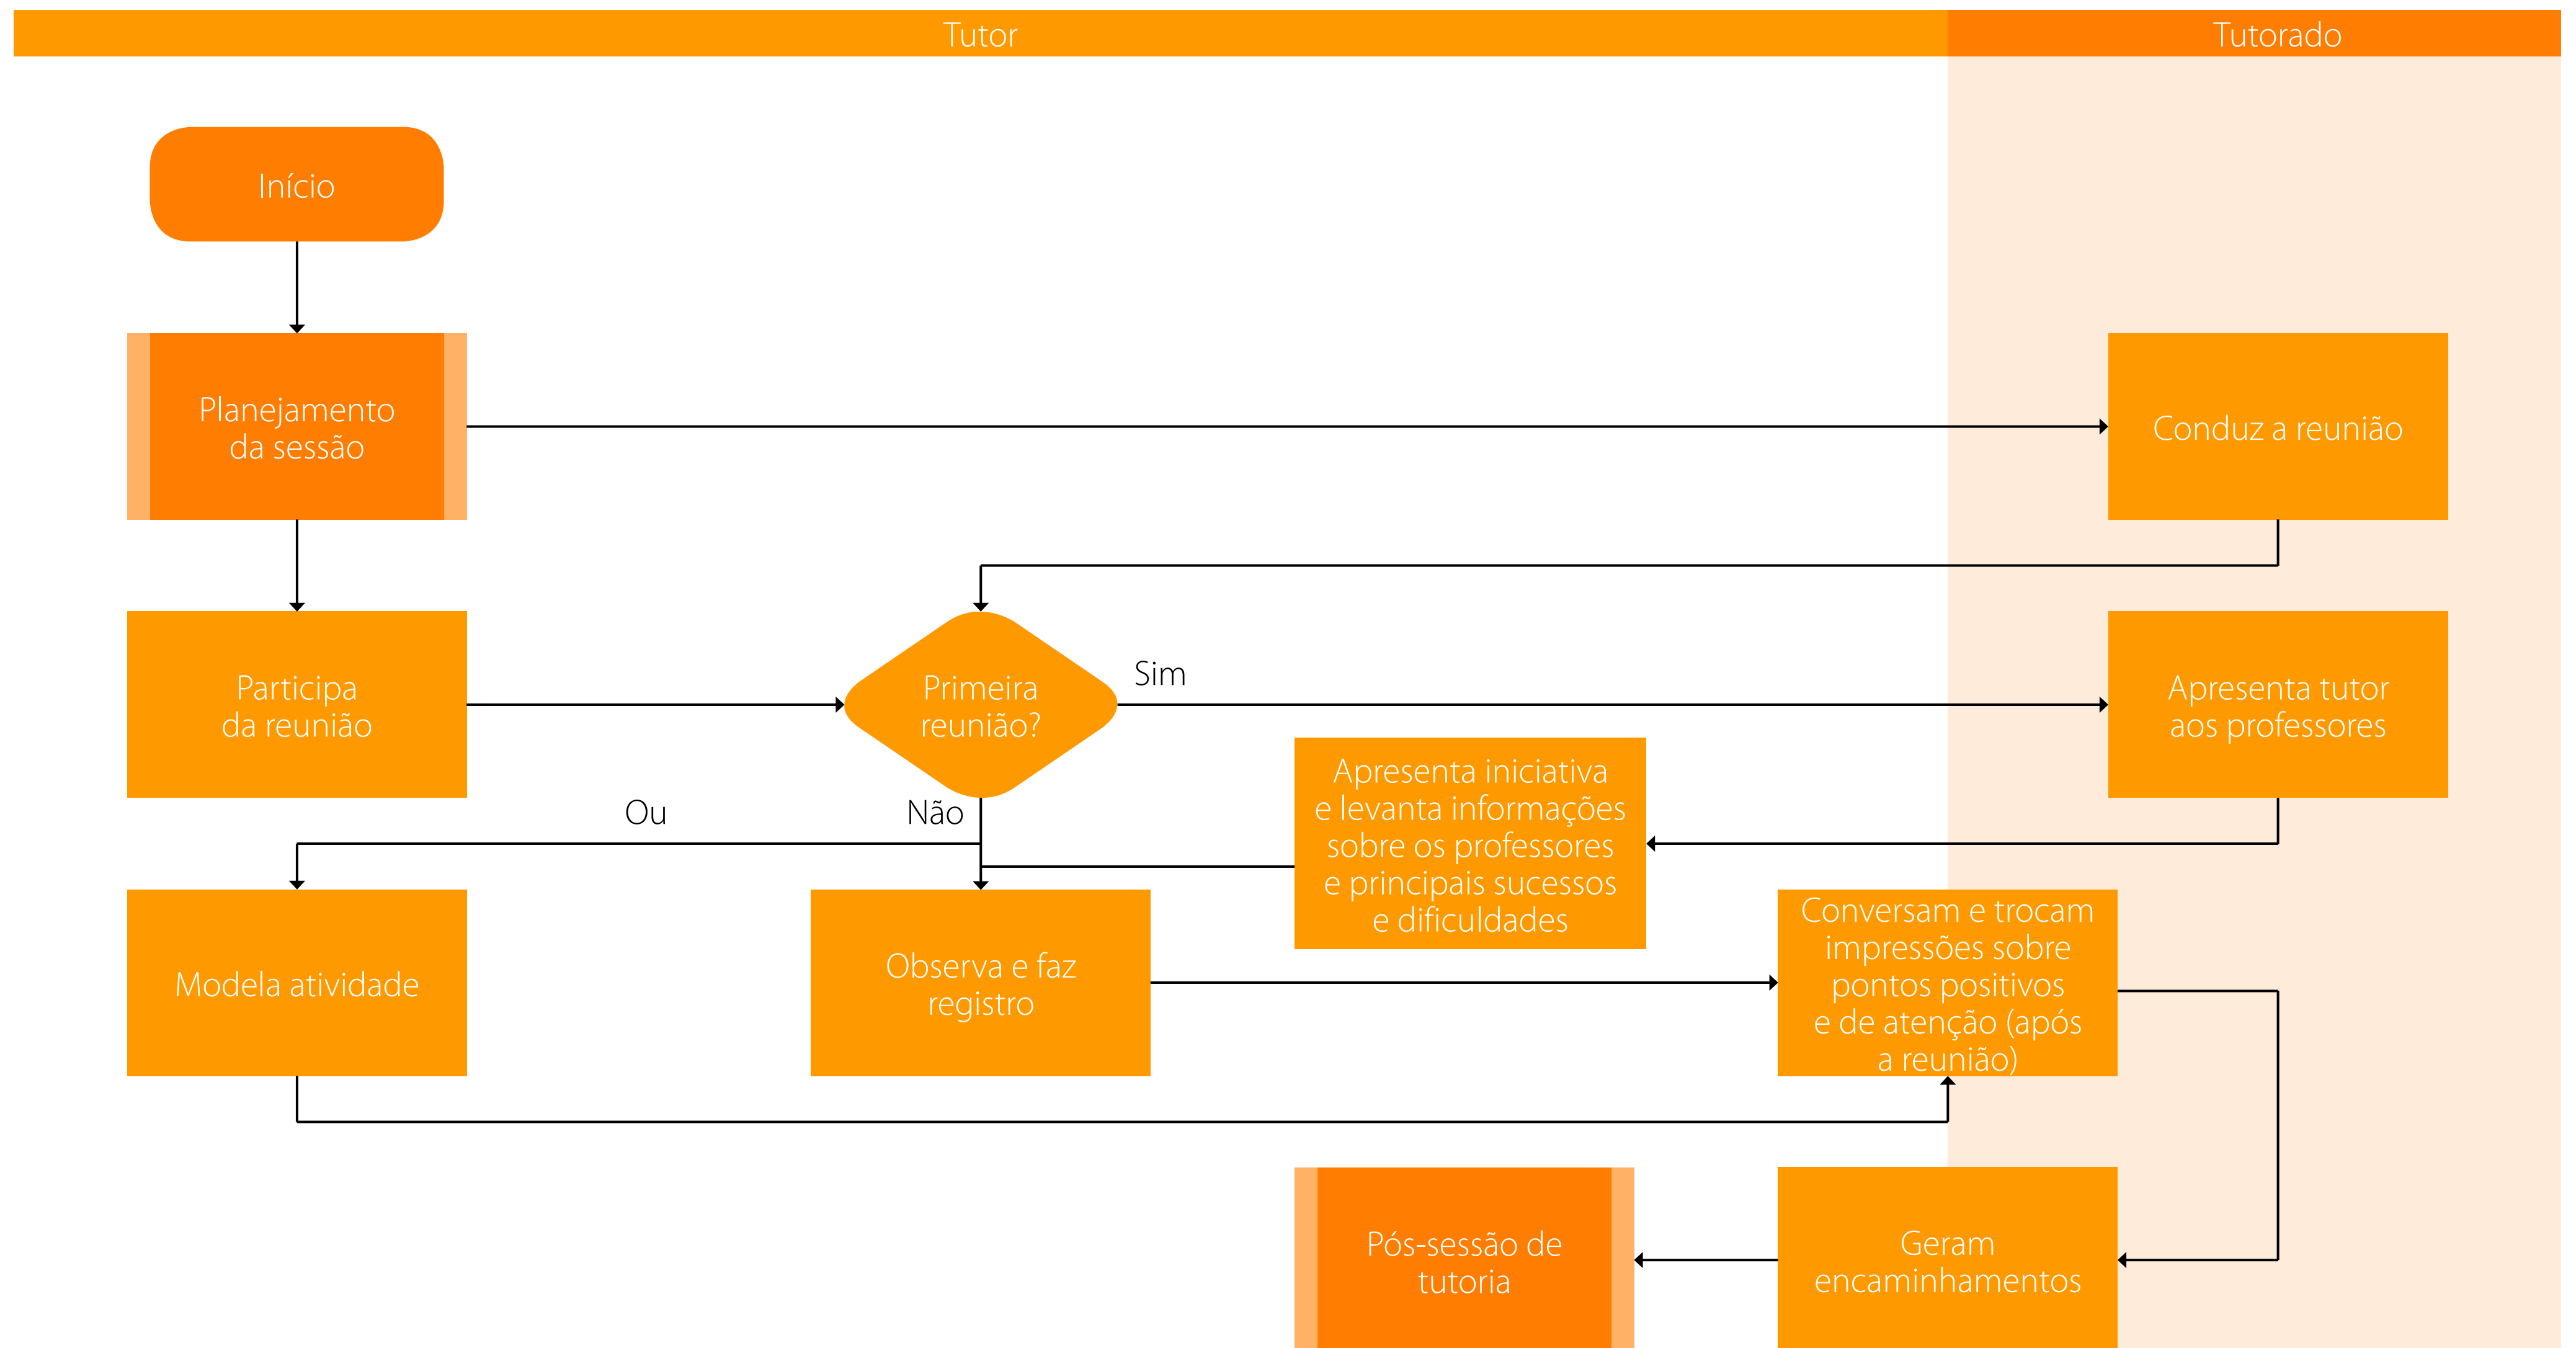 Tutor
Tutorado
Início
Planejamento
da sessão
Conduz a reunião
Participa
da reunião
Primeira
reunião?
Sim
Apresenta tutor
aos professores
Apresenta iniciativa
e levanta informações
sobre os professores
e principais sucessos
e dificuldades
Ou
Não
Modela atividade
Observa e faz
registro
Conversam e trocam
impressões sobre
pontos positivos
e de atenção (após
a reunião)
Pós-sessão de
tutoria
Geram
encaminhamentos